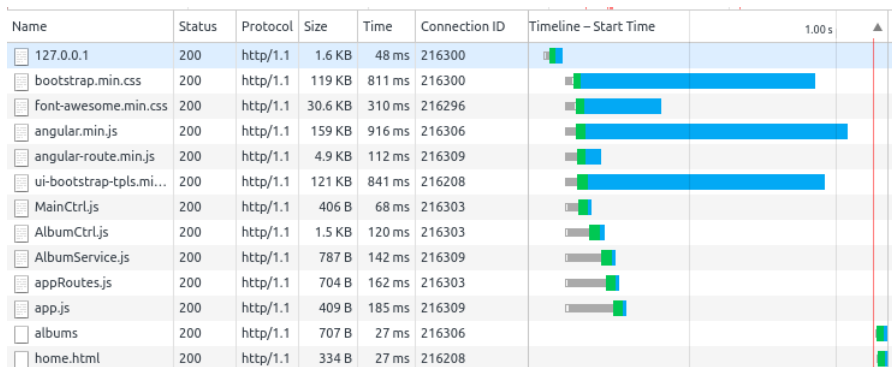 Name Status Protocol Size Time Connection ID Timeline – Start Time 1.00 s ▲
127.0.0.1 200 http/1.1 1.6 KB 48 ms 216300
bootstrap.min.css 200 http/1.1 119 KB 811 ms 216300
font-awesome.min.css 200 http/1.1 30.6 KB 310 ms 216296
angular.min.js 200 http/1.1 159 KB 916 ms 216306
angular-route.min.js 200 http/1.1 4.9 KB 112 ms 216309
ui-bootstrap-tpls.mi... 200 http/1.1 121 KB 841 ms 216208
MainCtrl.js 200 http/1.1 406 B 68 ms 216303
AlbumCtrl.js 200 http/1.1 1.5 KB 120 ms 216303
AlbumService.js 200 http/1.1 787 B 142 ms 216309
appRoutes.js 200 http/1.1 704 B 162 ms 216303
app.js 200 http/1.1 409 B 185 ms 216309
albums 200 http/1.1 707 B 27 ms 216306
home.html 200 http/1.1 334 B 27 ms 216208